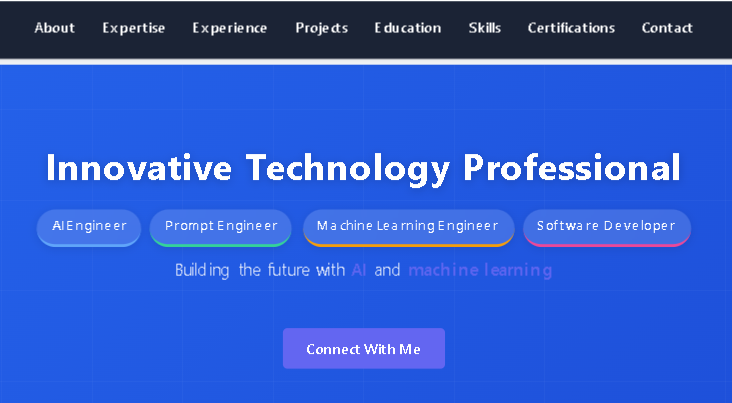 About Expertise Experience Projects Education Skills Certifications Contact
Innovative Technology Professional
AI Engineer Prompt Engineer Machine Learning Engineer Software Developer
Building the future with AI and machine learning
Connect With Me